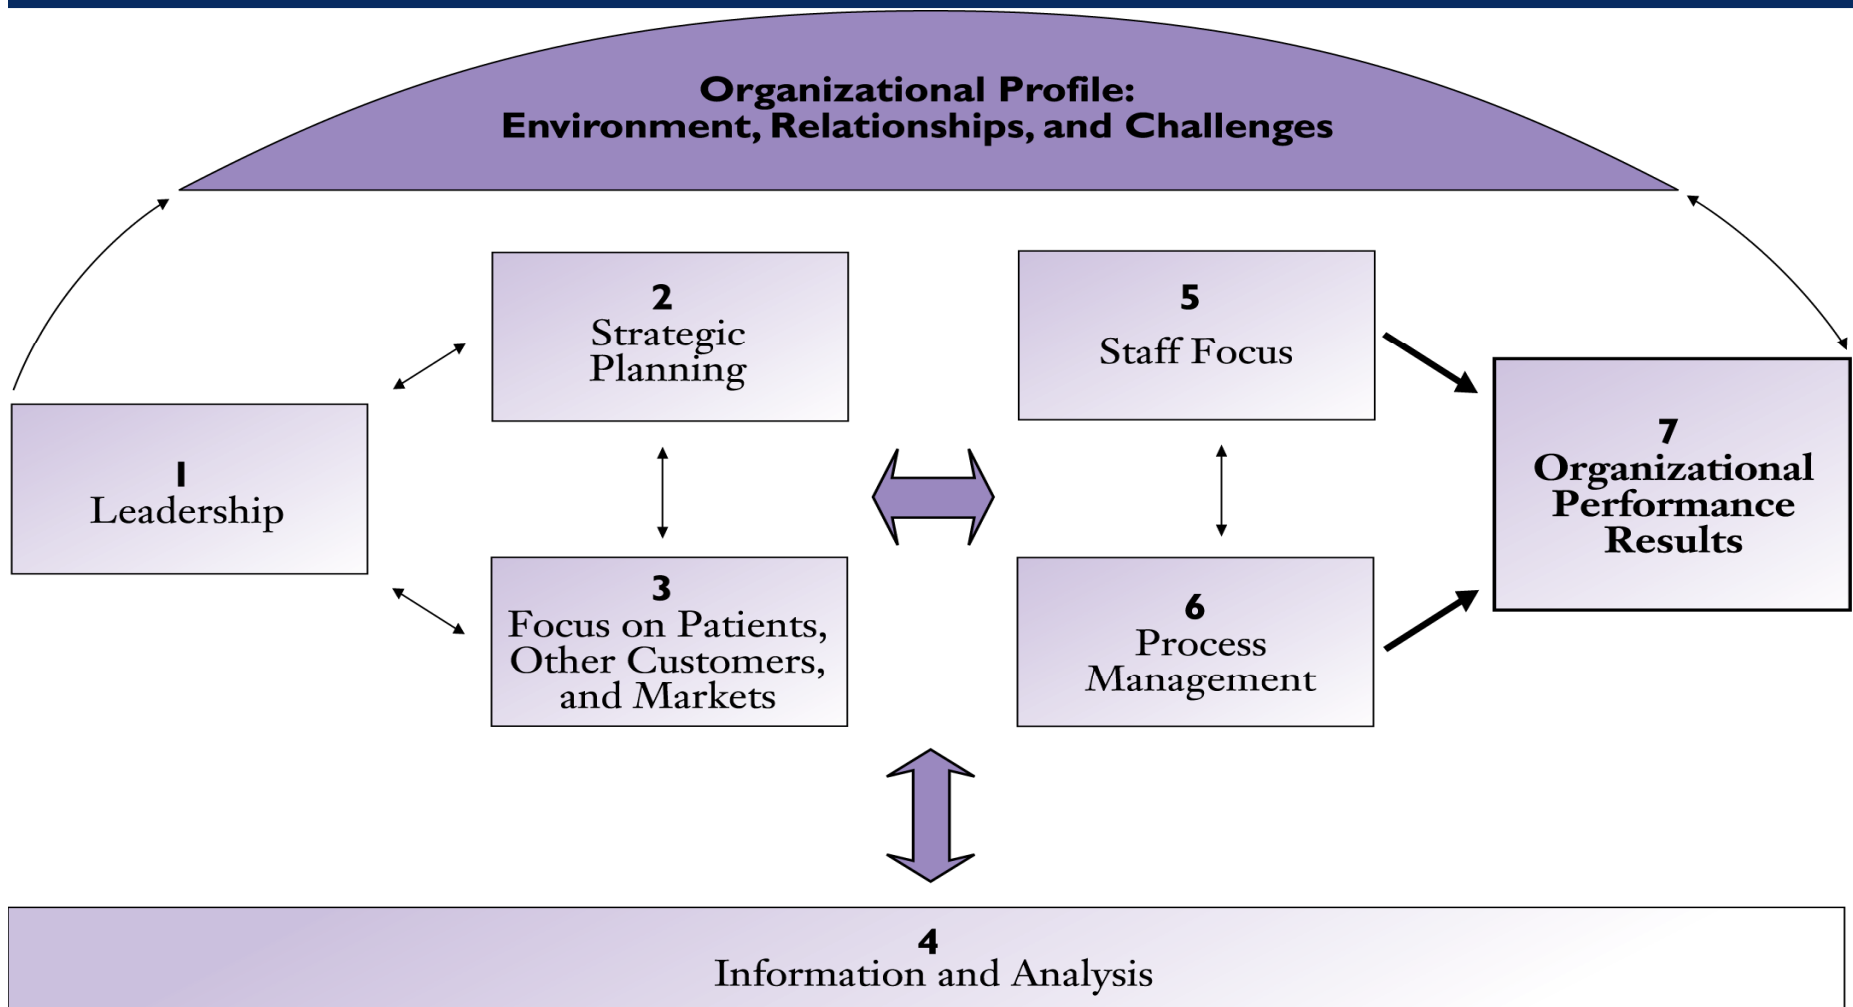 Organizational Profile:
Environment, Relationships, and Challenges
1
Leadership
2
Strategic
Planning
3
Focus on Patients,
Other Customers,
and Markets
5
Staff Focus
6
Process
Management
7
Organizational
Performance
Results
4
Information and Analysis